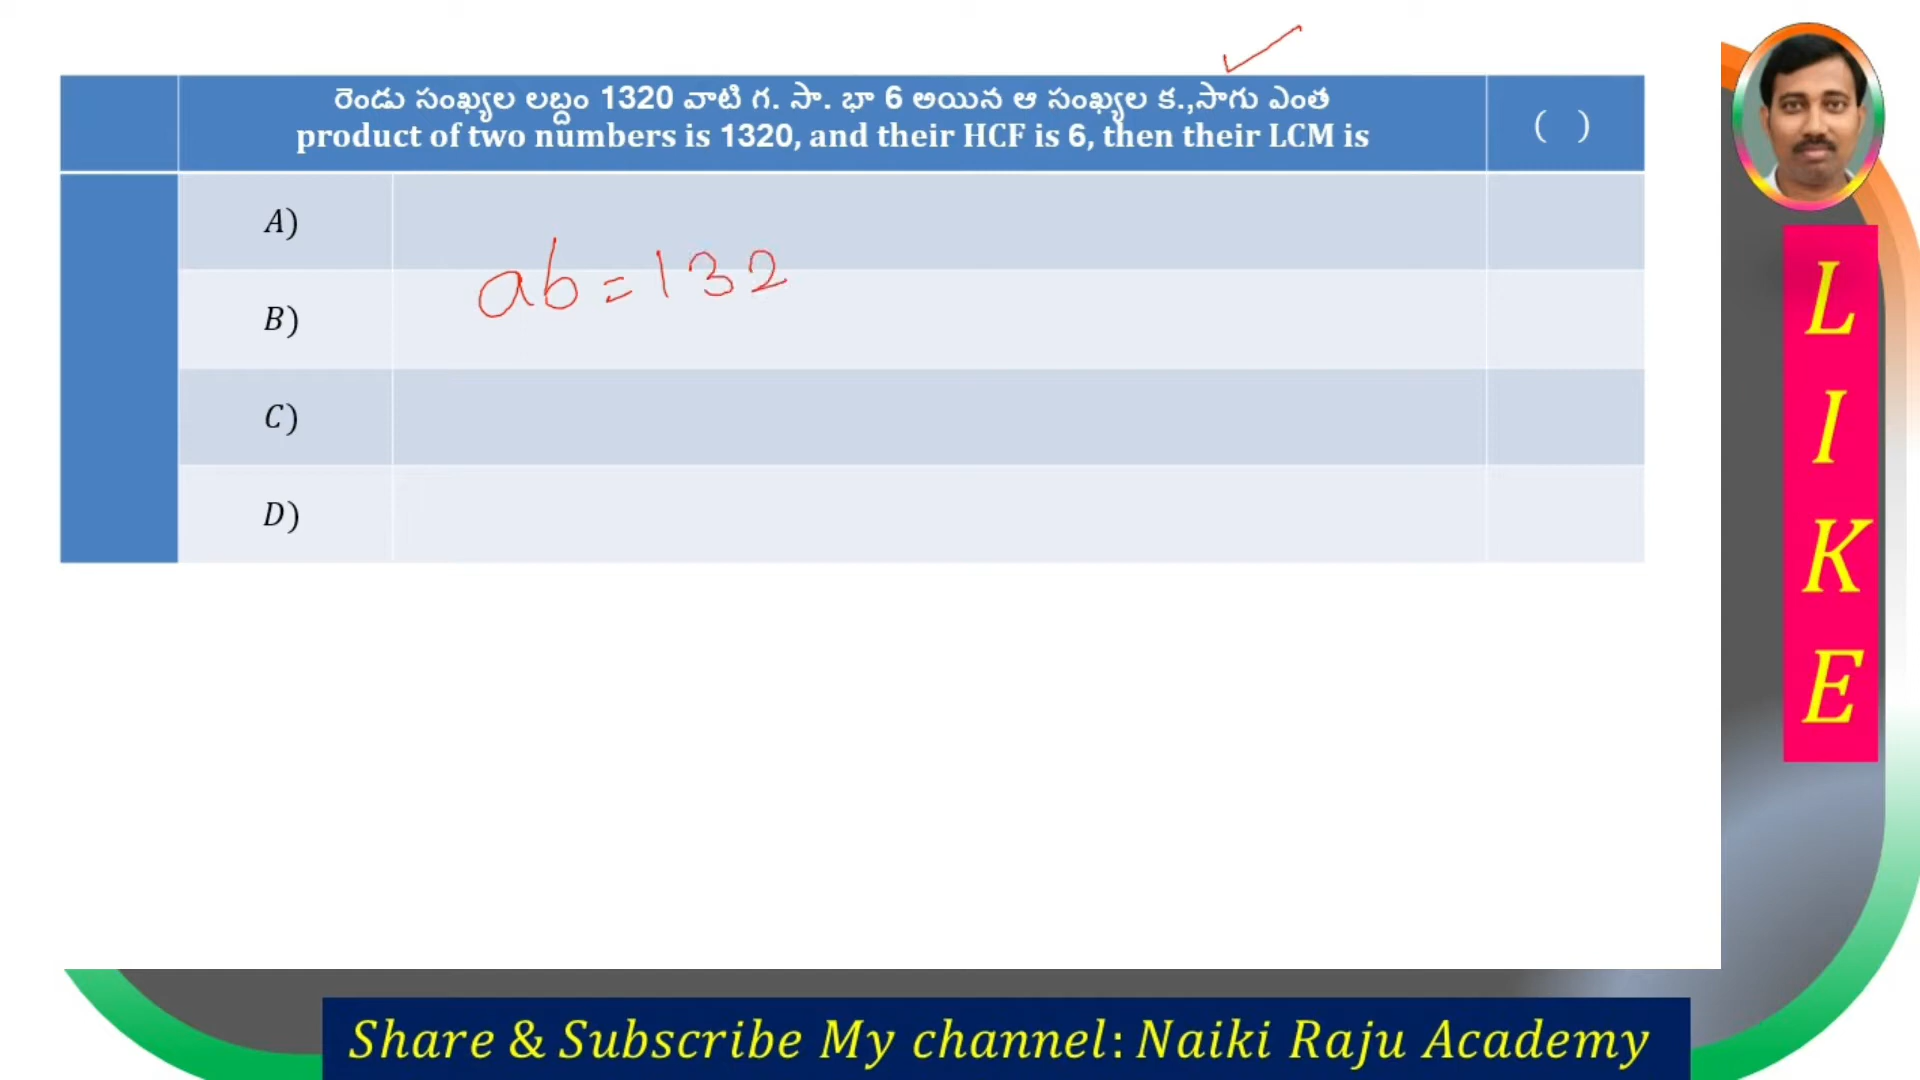 రెండు సంఖ్యల లబ్దం 1320 వాటి గ. సా. భా 6 అయిన ఆ సంఖ్యల క.,సాగు ఎంత
product of two numbers is 1320, and their HCF is 6, then their LCM is
( )
A)
ab=132
B)
C)
D)
L
I
K
E
Share & Subscribe My channel: Naiki Raju Academy